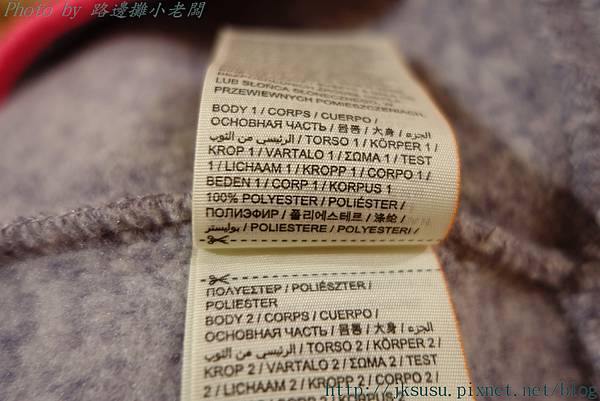 Photo by 路邊攤小老闆
LUB SŁOŃCA SŁONECZNEGO, W
PRZEWIEWNYCH POMIESZCZENIACH.
BODY 1 / CORPS / CUERPO /
ОСНОВНАЯ ЧАСТЬ / 몸통 / 大身 / الجزء
الرئيسي من الثوب / TORSO 1 / KÖRPER 1 /
KROP 1 / VARTALO 1 / ΣΩΜΑ 1 / TEST
1 / LICHAAM 1 / KROPP 1 / CORPO 1 /
BEDEN 1 / CORP 1 / KORPUS 1
100% POLYESTER / POLIÉSTER /
ПОЛИЭФИР / 폴리에스테르 / 涤纶 /
بوليستر / POLIESTERE / POLYESTERI /
ΠΟΛΥΕΣΤΕΡ / POLIÉSZTER /
POLIESTER
BODY 2 / CORPS / CUERPO /
ОСНОВНАЯ ЧАСТЬ / 몸통 / 大身 / الجزء
الرئيسي من الثوب / TORSO 2 / KÖRPER 2 /
KROP 2 / VARTALO 2 / ΣΩΜΑ 2 / TEST
2 / LICHAAM 2 / KROPP 2 / CORPO 2
http://jksusu.pixnet.net/blog